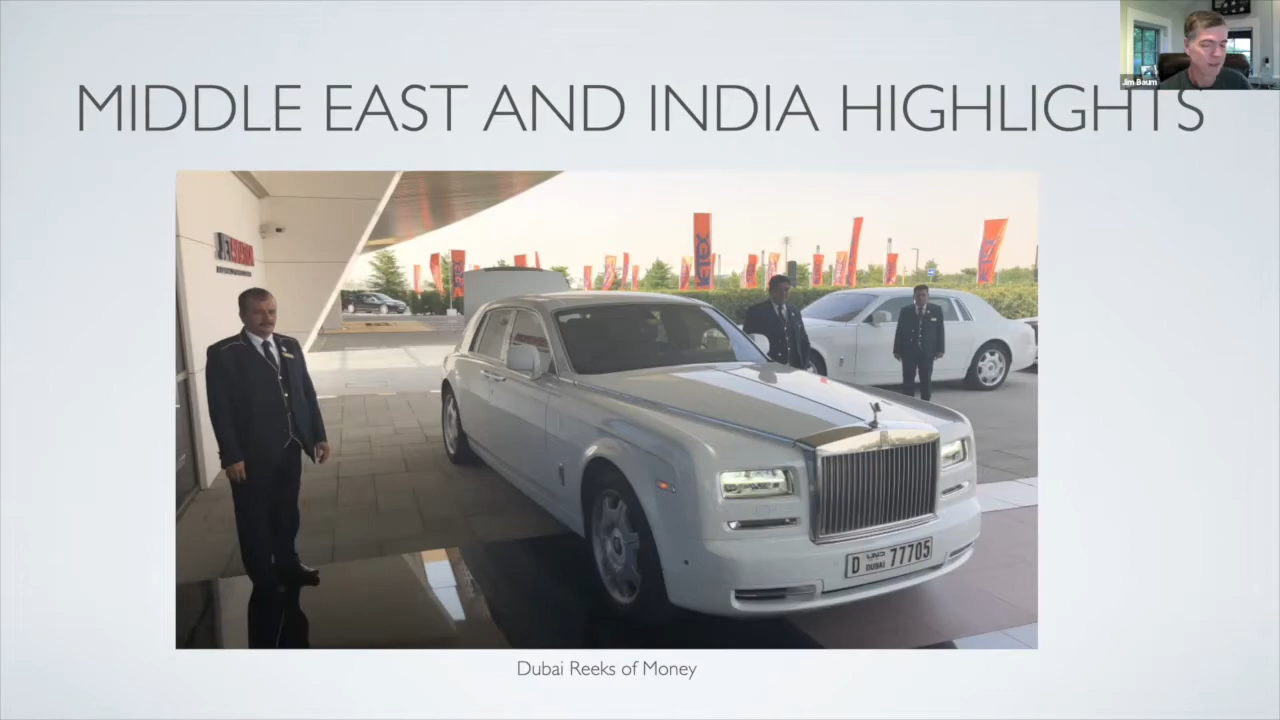 MIDDLE EAST AND INDIA HIGHLIGHTS
Jim Baum
D DUBAI 77705
Dubai Reeks of Money